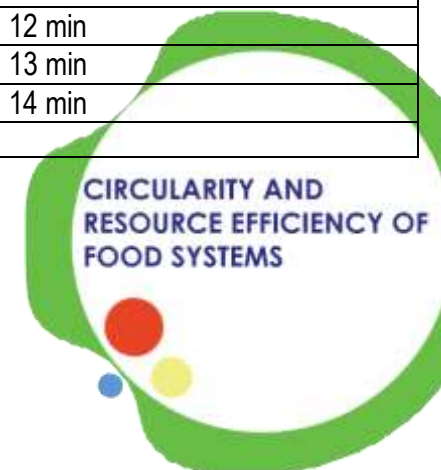 12 min
13 min
14 min
CIRCULARITY AND
RESOURCE EFFICIENCY OF
FOOD SYSTEMS